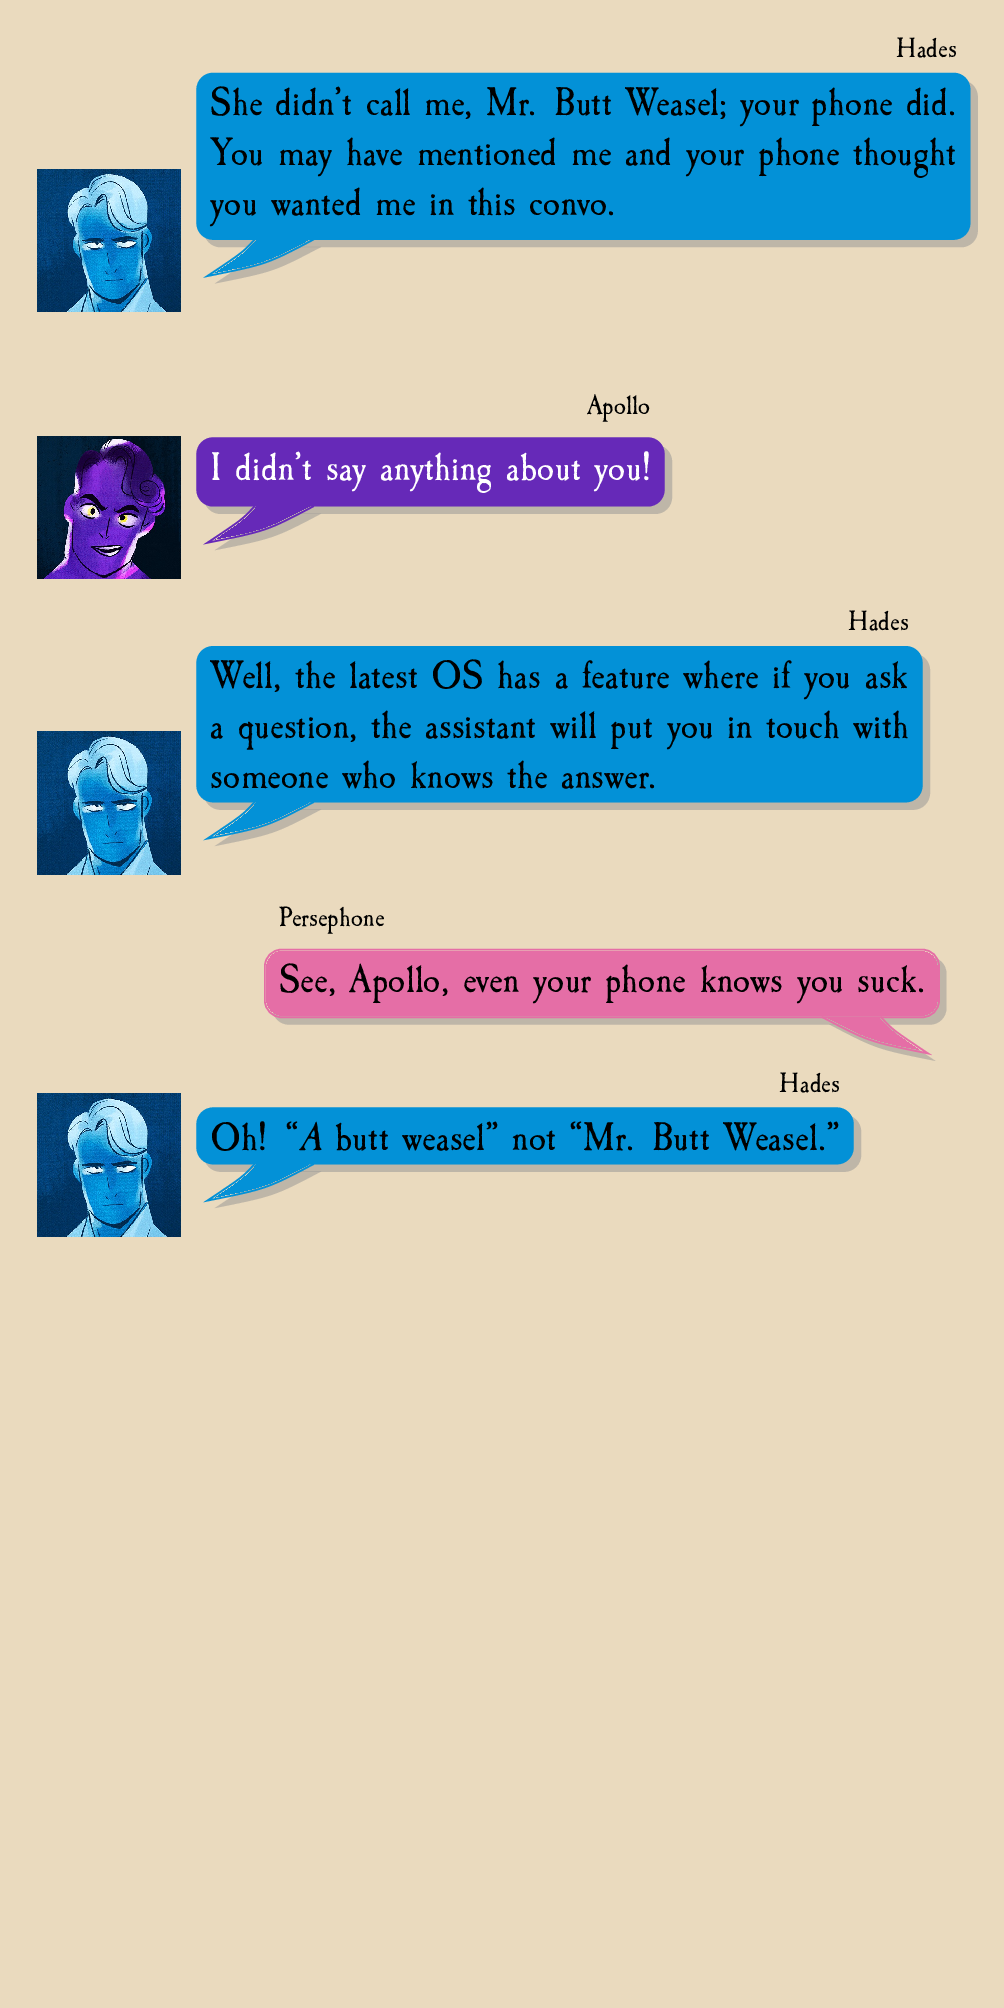 Hades
She didn't call me, Mr. Butt Weasel; your phone did.
You may have mentioned me and your phone thought
you wanted me in this convo.
Apollo
I didn't say anything about you!
Hades
Well, the latest OS has a feature where if you ask
a question, the assistant will put you in touch with
someone who knows the answer.
Persephone
See, Apollo, even your phone knows you suck.
Hades
Oh! “A butt weasel” not “Mr. Butt Weasel.”